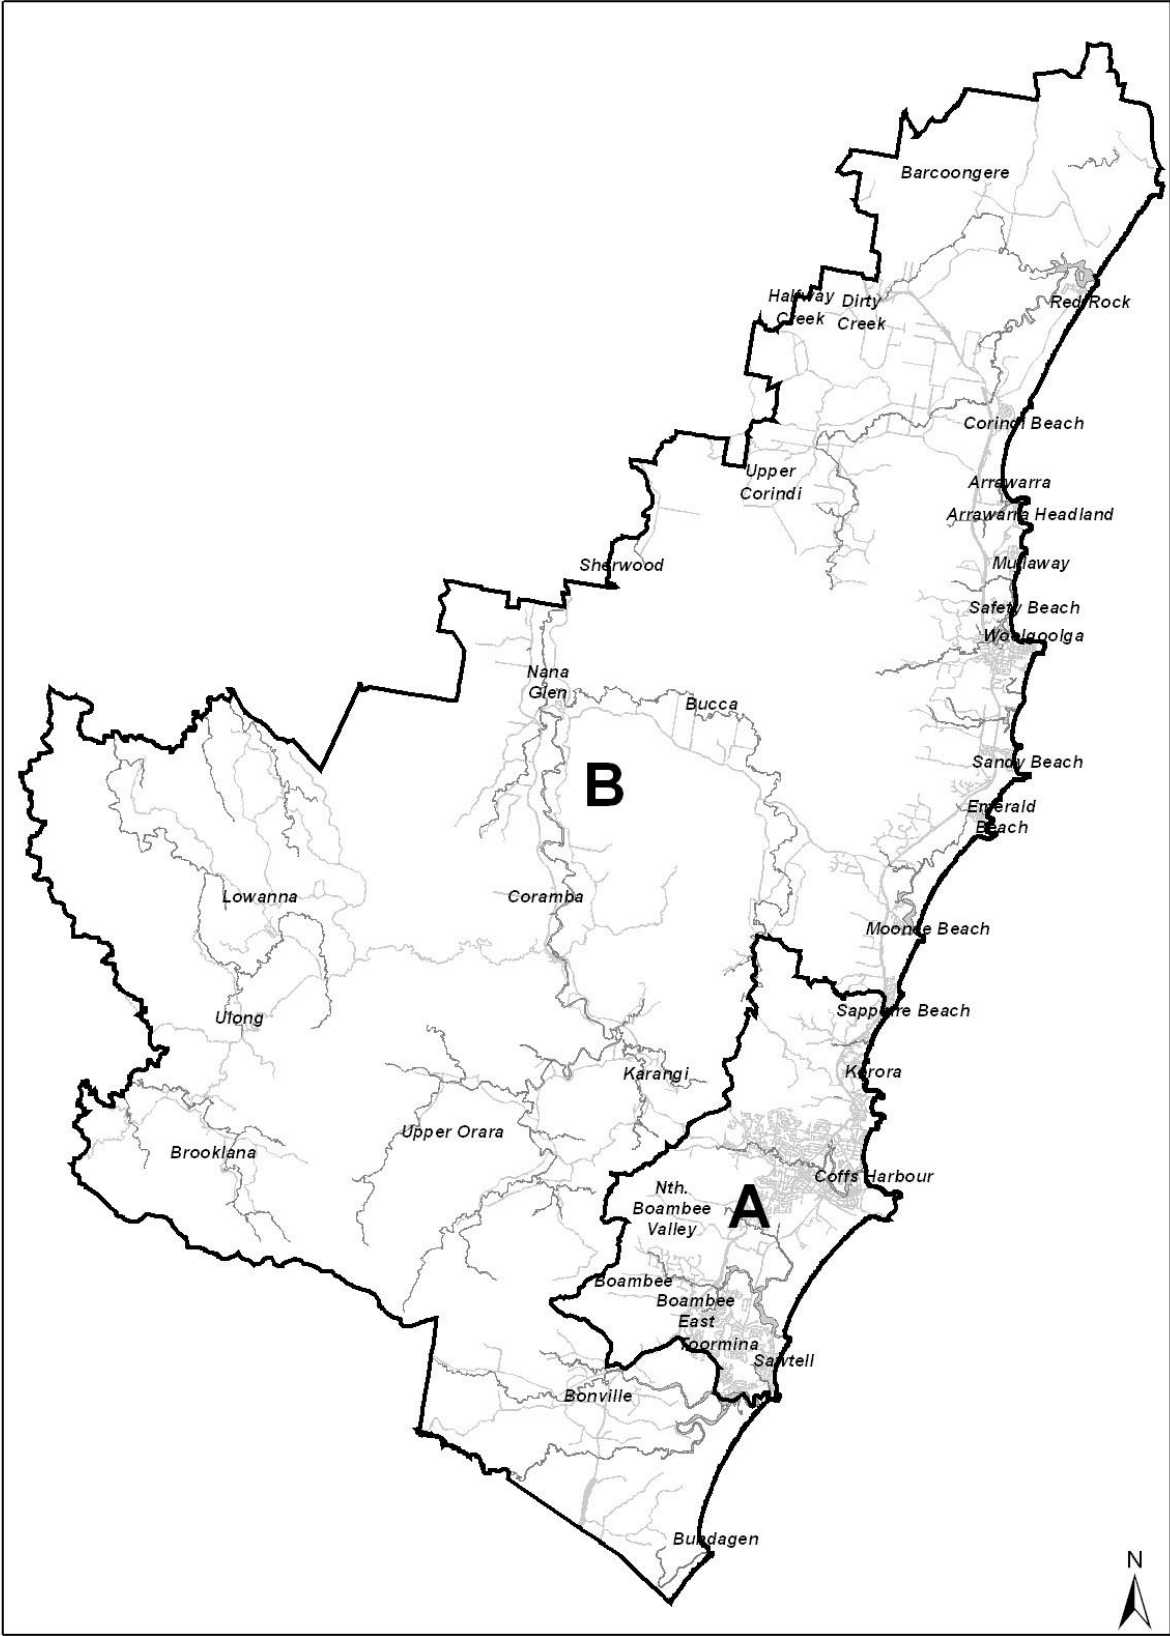 Barcoongere
Halfway
Creek
Dirty
Creek
Red Rock
Corindi Beach
Upper
Corindi
Arrawarra
Arrawarra Headland
Sherwood
Mullaway
Safety Beach
Woolgoolga
Nana
Glen
Bucca
Sandy Beach
B
Emerald
Beach
Lowanna
Coramba
Moonee Beach
Ulong
Sapphire Beach
Karangi
Korora
Upper Orara
Brooklana
Coffs Harbour
Nth.
Boambee
Valley
A
Boambee
Boambee
East
Toormina
Sawtell
Bonville
Bundagen
N